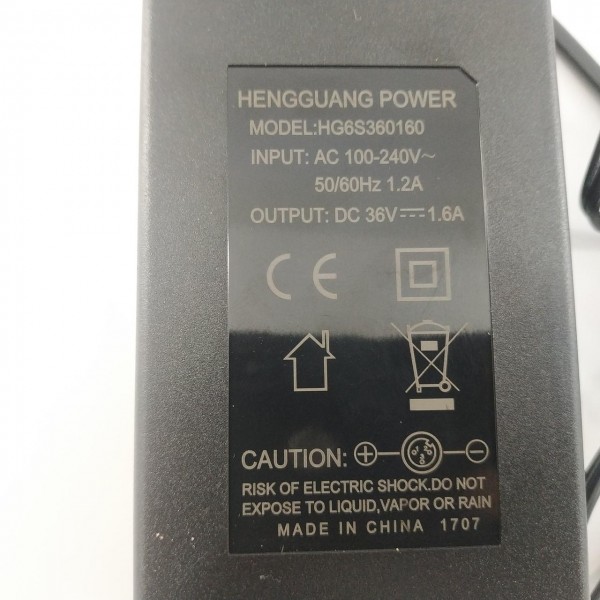 HENGGUANG POWER
MODEL:HG6S360160
INPUT: AC 100-240V~
50/60Hz 1.2A
OUTPUT: DC 36V⎓1.6A
CE
CAUTION:
RISK OF ELECTRIC SHOCK.DO NOT
EXPOSE TO LIQUID,VAPOR OR RAIN
MADE IN CHINA 1707